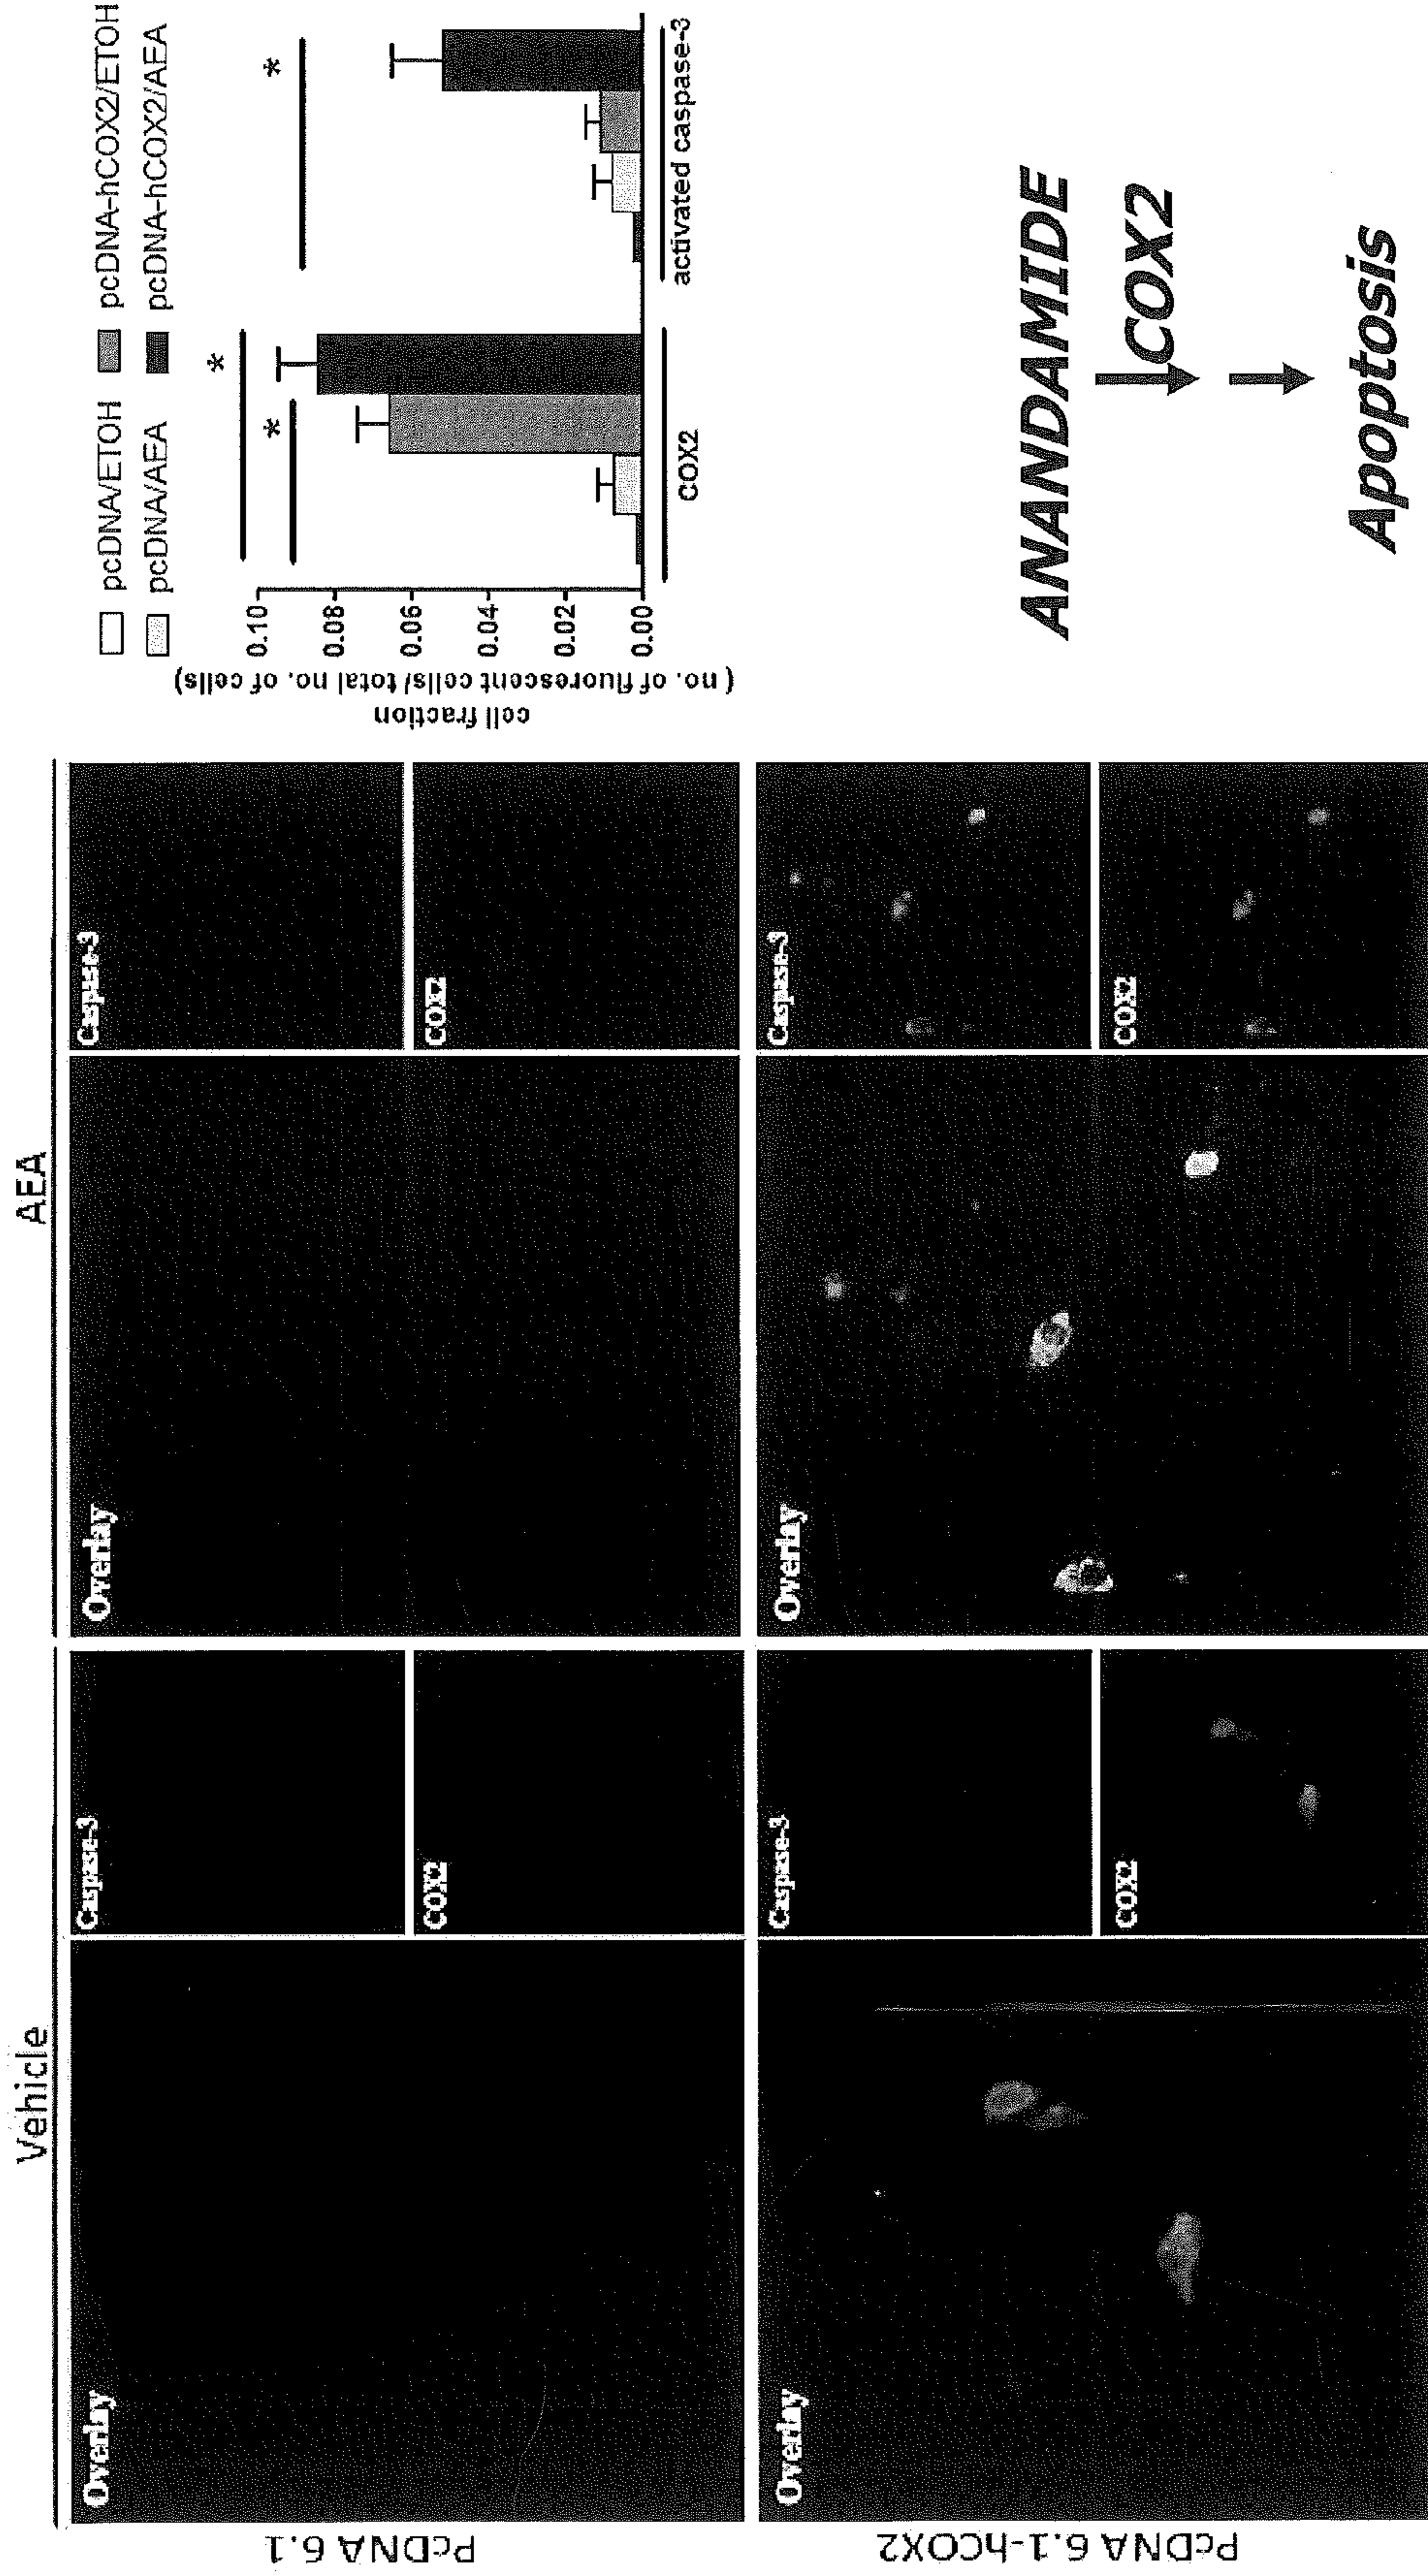 Vehicle
AEA
PcDNA 6.1
Overlay
Caspase-3
COX2
Overlay
Caspase-3
COX2
PcDNA 6.1-hCOX2
Overlay
Caspase-3
COX2
Overlay
Caspase-3
COX2
pcDNA/ETOH
pcDNA-hCOX2/ETOH
pcDNA/AEA
pcDNA-hCOX2/AEA
cell fraction
( no. of fluorescent cells/ total no. of cells)
0.10
0.08
0.06
0.04
0.02
0.00
*
*
*
COX2
activated caspase-3
ANANDAMIDE
COX2
Apoptosis